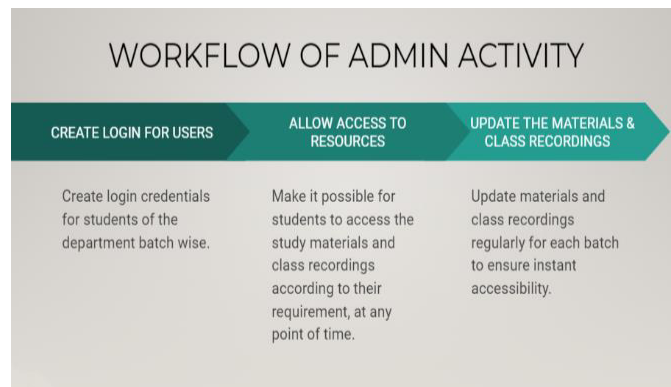 WORKFLOW OF ADMIN ACTIVITY
CREATE LOGIN FOR USERS
ALLOW ACCESS TO
RESOURCES
UPDATE THE MATERIALS &
CLASS RECORDINGS
Create login credentials
for students of the
department batch wise.
Make it possible for
students to access the
study materials and
class recordings
according to their
requirement, at any
point of time.
Update materials and
class recordings
regularly for each batch
to ensure instant
accessibility.